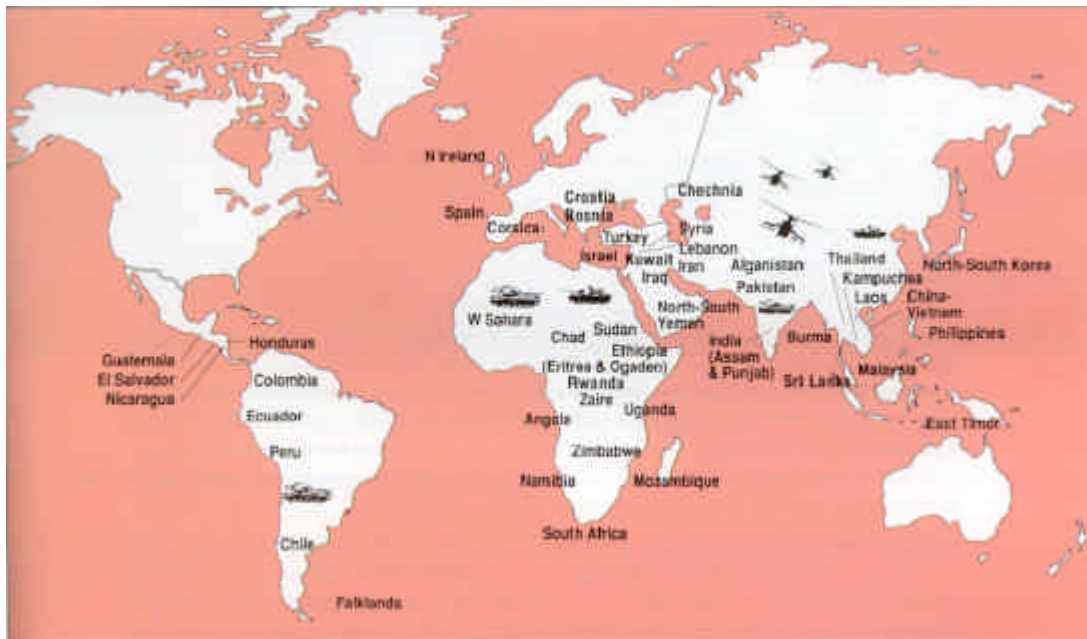 N Ireland
Chechnia
Croatia
Bosnia
Spain
Corsica
Turkey
Syria
Israel
Kuwait
Lebanon
Iraq
Iran
Alganistan
Thailand
Kampuchea
North-South Korea
Pakistan
Laos
China-
Vietnam
W Sahara
North-South
Yemen
Chad
Sudan
India
(Assam
& Punjab)
Burma
Philippines
Honduras
Guatemala
El Salvador
Nicaragua
Ethiopia
(Eritrea & Ogaden)
Rwanda
Zaire
Malaysia
Sri Lanka
Colombia
Ecuador
Uganda
Angola
East Timor
Peru
Zimbabwe
Namibia
Mozambique
South Africa
Chile
Falklands